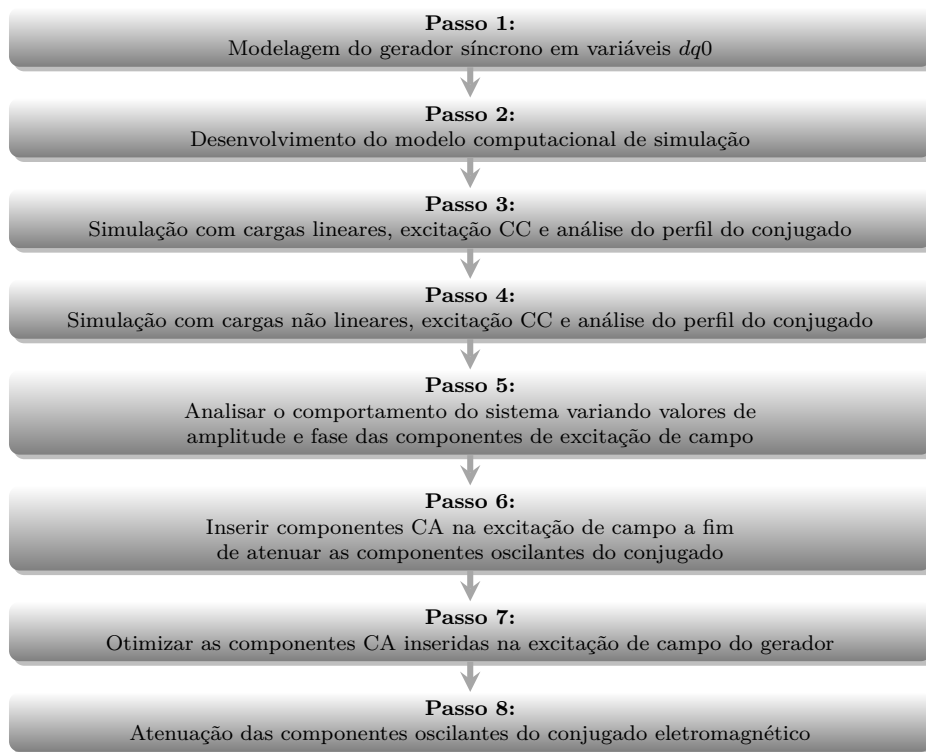 Passo 1:
Modelagem do gerador síncrono em variáveis dq0
Passo 2:
Desenvolvimento do modelo computacional de simulação
Passo 3:
Simulação com cargas lineares, excitação CC e análise do perfil do conjugado
Passo 4:
Simulação com cargas não lineares, excitação CC e análise do perfil do conjugado
Passo 5:
Analisar o comportamento do sistema variando valores de
amplitude e fase das componentes de excitação de campo
Passo 6:
Inserir componentes CA na excitação de campo a fim
de atenuar as componentes oscilantes do conjugado
Passo 7:
Otimizar as componentes CA inseridas na excitação de campo do gerador
Passo 8:
Atenuação das componentes oscilantes do conjugado eletromagnético